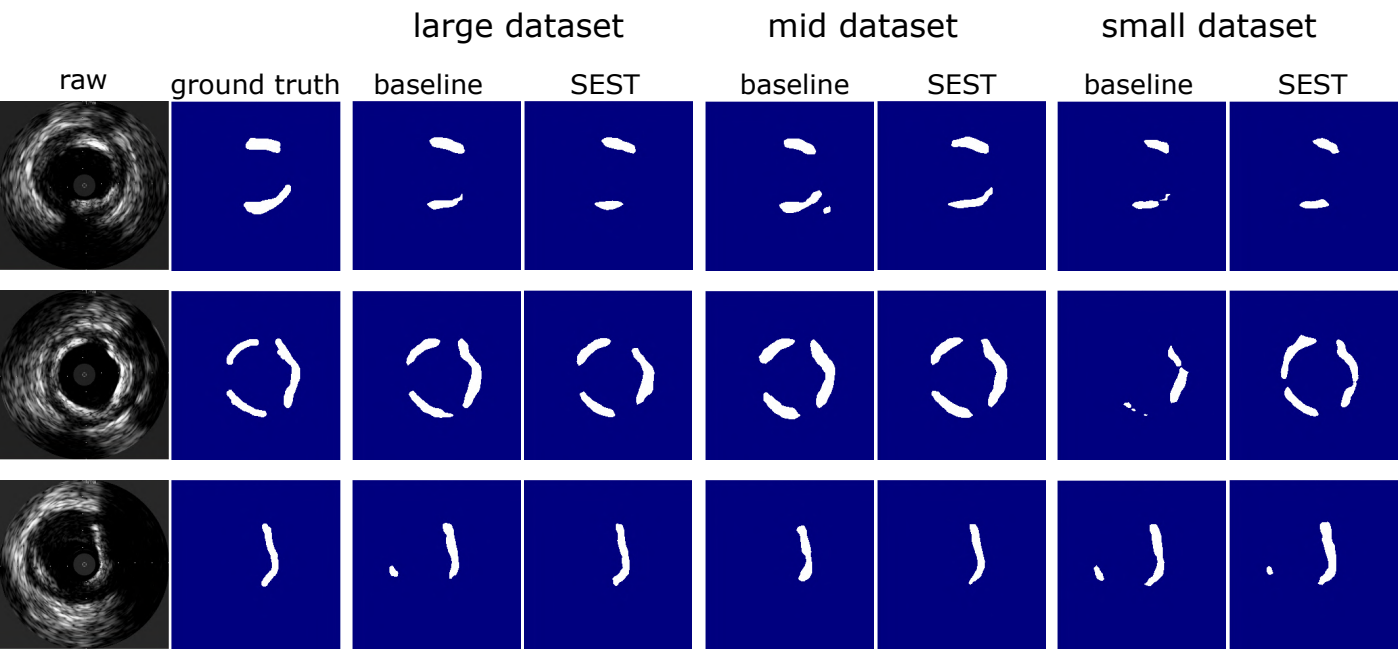 large dataset mid dataset small dataset
raw ground truth baseline SEST baseline SEST baseline SEST